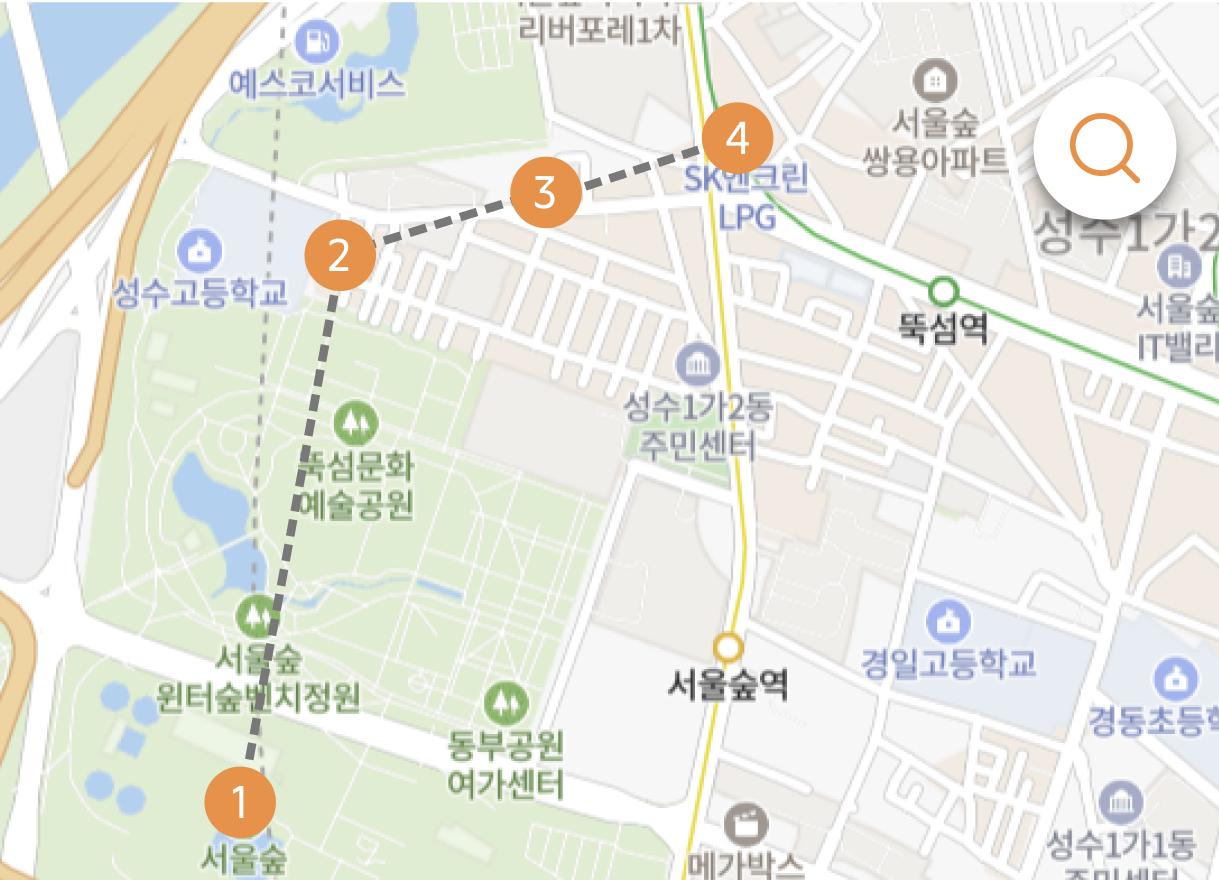 리버포레1차
예스코서비스
4
서울숲
쌍용아파트
3
SK엔크린
LPG
2
성수1가2
성수고등학교
서울숲
IT밸리
뚝섬역
성수1가2동
주민센터
뚝섬문화
예술공원
서울숲
윈터숲벤치정원
경일고등학교
서울숲역
경동초등학
동부공원
여가센터
1
서울숲
메가박스
성수1가1동
주민센터